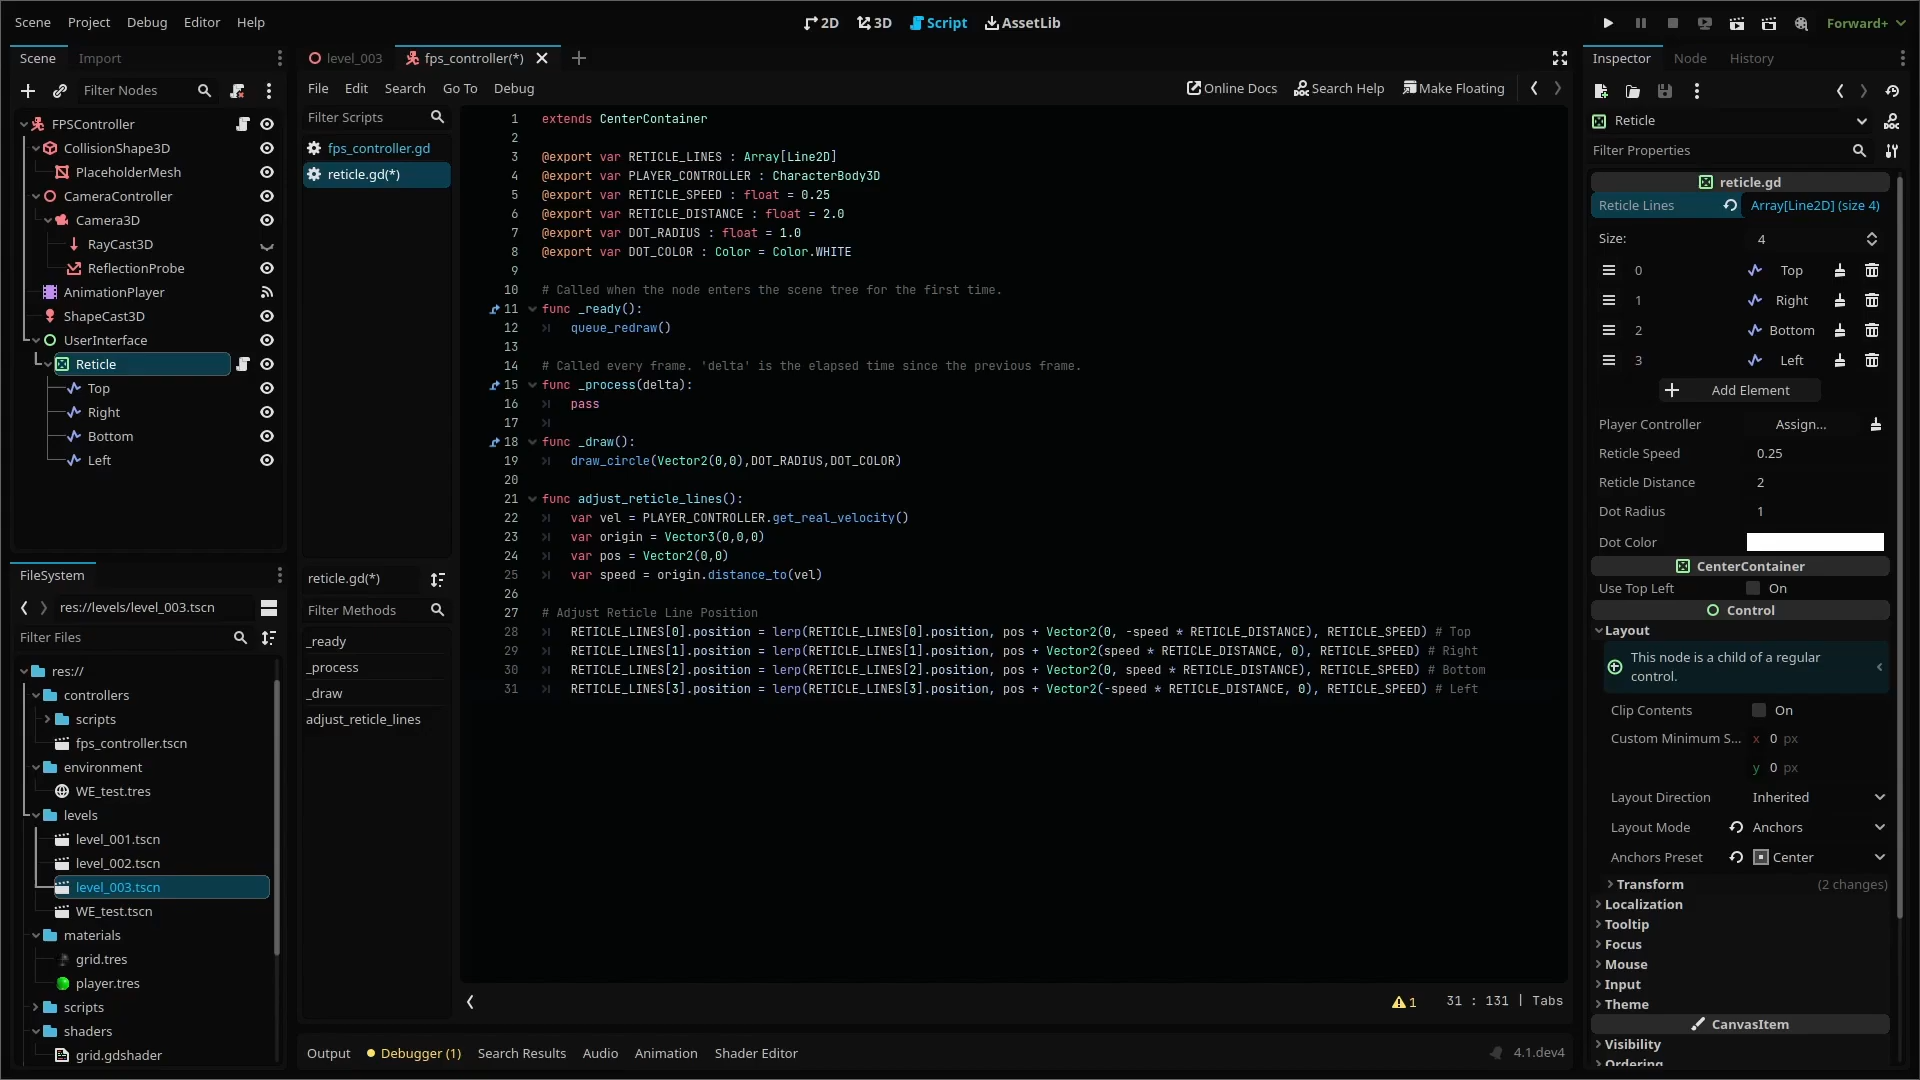 Scene Project Debug Editor Help
2D 3D Script AssetLib
Forward+
Scene Import
Filter Nodes
FPSController
CollisionShape3D
PlaceholderMesh
CameraController
Camera3D
RayCast3D
ReflectionProbe
AnimationPlayer
ShapeCast3D
UserInterface
Reticle
Top
Right
Bottom
Left
FileSystem
res://levels/level_003.tscn
Filter Files
res://
controllers
scripts
fps_controller.tscn
environment
WE_test.tres
levels
level_001.tscn
level_002.tscn
level_003.tscn
WE_test.tscn
materials
grid.tres
player.tres
scripts
shaders
grid.gdshader
level_003 fps_controller(*)
File Edit Search Go To Debug
Online Docs Search Help Make Floating
Filter Scripts
fps_controller.gd
reticle.gd(*)
reticle.gd(*)
Filter Methods
_ready
_process
_draw
adjust_reticle_lines
1 extends CenterContainer
2
3 @export var RETICLE_LINES : Array[Line2D]
4 @export var PLAYER_CONTROLLER : CharacterBody3D
5 @export var RETICLE_SPEED : float = 0.25
6 @export var RETICLE_DISTANCE : float = 2.0
7 @export var DOT_RADIUS : float = 1.0
8 @export var DOT_COLOR : Color = Color.WHITE
9
10 # Called when the node enters the scene tree for the first time.
11 func _ready():
12 queue_redraw()
13
14 # Called every frame. 'delta' is the elapsed time since the previous frame.
15 func _process(delta):
16 pass
17
18 func _draw():
19 draw_circle(Vector2(0,0),DOT_RADIUS,DOT_COLOR)
20
21 func adjust_reticle_lines():
22 var vel = PLAYER_CONTROLLER.get_real_velocity()
23 var origin = Vector3(0,0,0)
24 var pos = Vector2(0,0)
25 var speed = origin.distance_to(vel)
26
27 # Adjust Reticle Line Position
28 RETICLE_LINES[0].position = lerp(RETICLE_LINES[0].position, pos + Vector2(0, -speed * RETICLE_DISTANCE), RETICLE_SPEED) # Top
29 RETICLE_LINES[1].position = lerp(RETICLE_LINES[1].position, pos + Vector2(speed * RETICLE_DISTANCE, 0), RETICLE_SPEED) # Right
30 RETICLE_LINES[2].position = lerp(RETICLE_LINES[2].position, pos + Vector2(0, speed * RETICLE_DISTANCE), RETICLE_SPEED) # Bottom
31 RETICLE_LINES[3].position = lerp(RETICLE_LINES[3].position, pos + Vector2(-speed * RETICLE_DISTANCE, 0), RETICLE_SPEED) # Left
1 31 : 131 | Tabs
Output Debugger (1) Search Results Audio Animation Shader Editor
4.1.dev4
Inspector Node History
Reticle
Filter Properties
reticle.gd
Reticle Lines Array[Line2D] (size 4)
Size: 4
0 Top
1 Right
2 Bottom
3 Left
Add Element
Player Controller Assign...
Reticle Speed 0.25
Reticle Distance 2
Dot Radius 1
Dot Color
CenterContainer
Use Top Left On
Control
Layout
This node is a child of a regular
control.
Clip Contents On
Custom Minimum S... x 0 px
y 0 px
Layout Direction Inherited
Layout Mode Anchors
Anchors Preset Center
Transform (2 changes)
Localization
Tooltip
Focus
Mouse
Input
Theme
CanvasItem
Visibility
Ordering